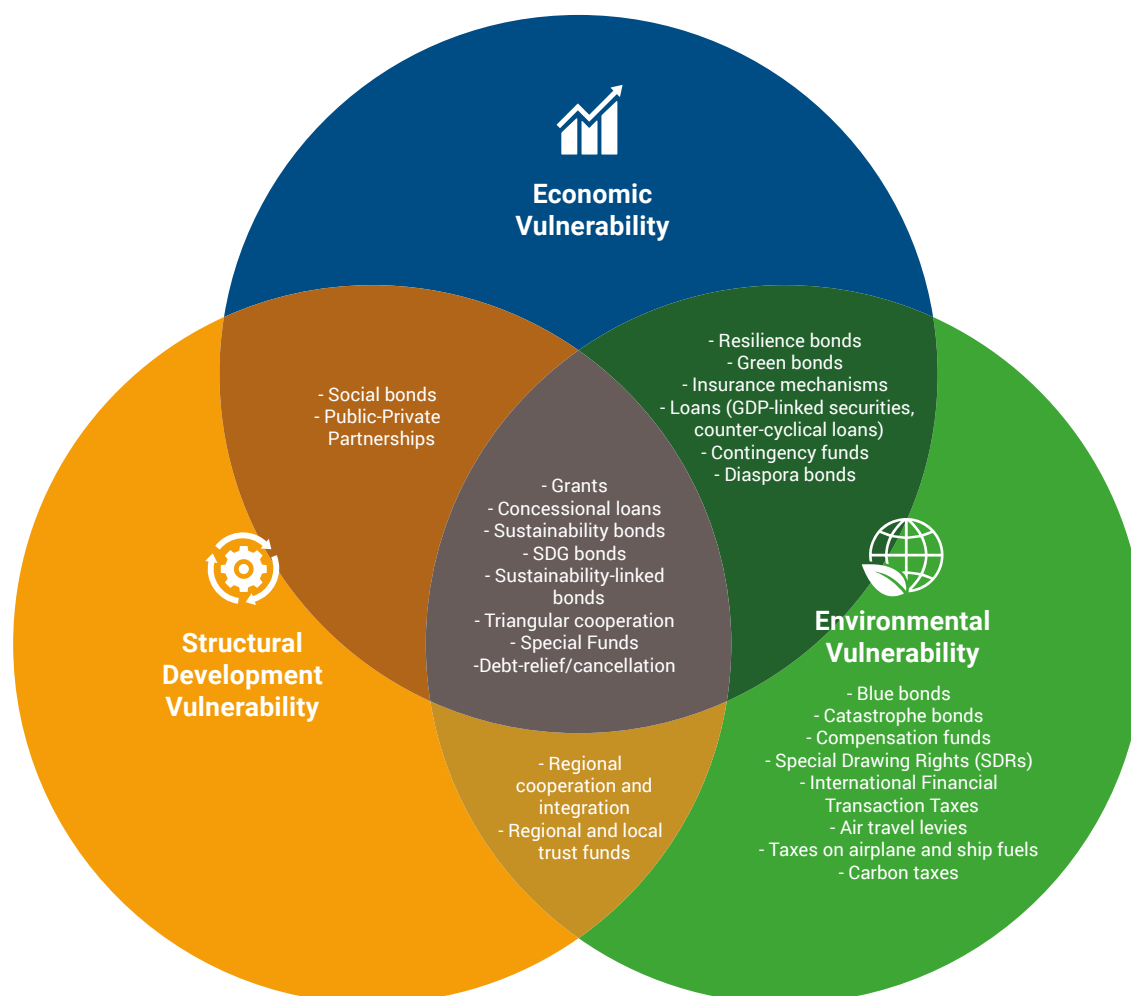 Economic
Vulnerability
- Social bonds
- Public-Private
Partnerships
- Resilience bonds
- Green bonds
- Insurance mechanisms
- Loans (GDP-linked securities,
counter-cyclical loans)
- Contingency funds
- Diaspora bonds
- Grants
- Concessional loans
- Sustainability bonds
- SDG bonds
- Sustainability-linked
bonds
- Triangular cooperation
- Special Funds
-Debt-relief/cancellation
Structural
Development
Vulnerability
Environmental
Vulnerability
- Blue bonds
- Catastrophe bonds
- Compensation funds
- Special Drawing Rights (SDRs)
- International Financial
Transaction Taxes
- Air travel levies
- Taxes on airplane and ship fuels
- Carbon taxes
- Regional
cooperation and
integration
- Regional and local
trust funds